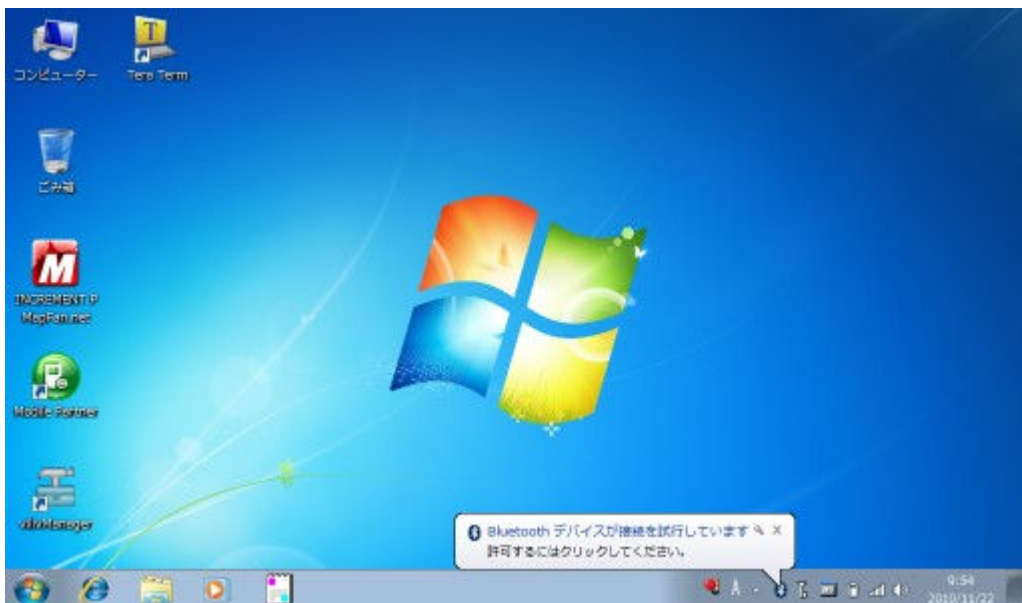 コンピューター
Tera Term
ごみ箱
INCREMENT P
MapFan.net
Mobile Partner
Bluetooth デバイスが接続を試行しています
許可するにはクリックしてください。
A
9:54
2010/11/22